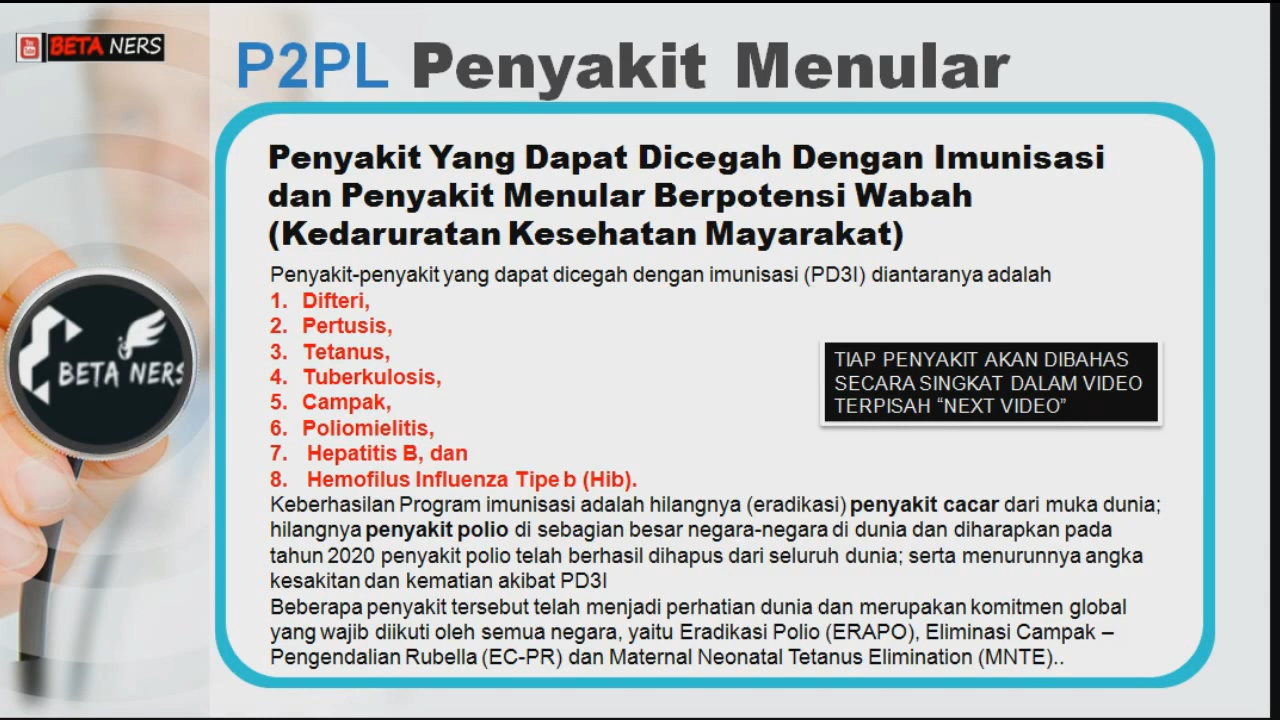 You Tube BETA NERS
P2PL Penyakit Menular
Penyakit Yang Dapat Dicegah Dengan Imunisasi
dan Penyakit Menular Berpotensi Wabah
(Kedaruratan Kesehatan Mayarakat)
Penyakit-penyakit yang dapat dicegah dengan imunisasi (PD3I) diantaranya adalah
1. Difteri,
2. Pertusis,
3. Tetanus,
4. Tuberkulosis,
5. Campak,
6. Poliomielitis,
7. Hepatitis B, dan
8. Hemofilus Influenza Tipe b (Hib).
TIAP PENYAKIT AKAN DIBAHAS
SECARA SINGKAT DALAM VIDEO
TERPISAH “NEXT VIDEO”
BETA NERS
Keberhasilan Program imunisasi adalah hilangnya (eradikasi) penyakit cacar dari muka dunia;
hilangnya penyakit polio di sebagian besar negara-negara di dunia dan diharapkan pada
tahun 2020 penyakit polio telah berhasil dihapus dari seluruh dunia; serta menurunnya angka
kesakitan dan kematian akibat PD3I
Beberapa penyakit tersebut telah menjadi perhatian dunia dan merupakan komitmen global
yang wajib diikuti oleh semua negara, yaitu Eradikasi Polio (ERAPO), Eliminasi Campak –
Pengendalian Rubella (EC-PR) dan Maternal Neonatal Tetanus Elimination (MNTE)..